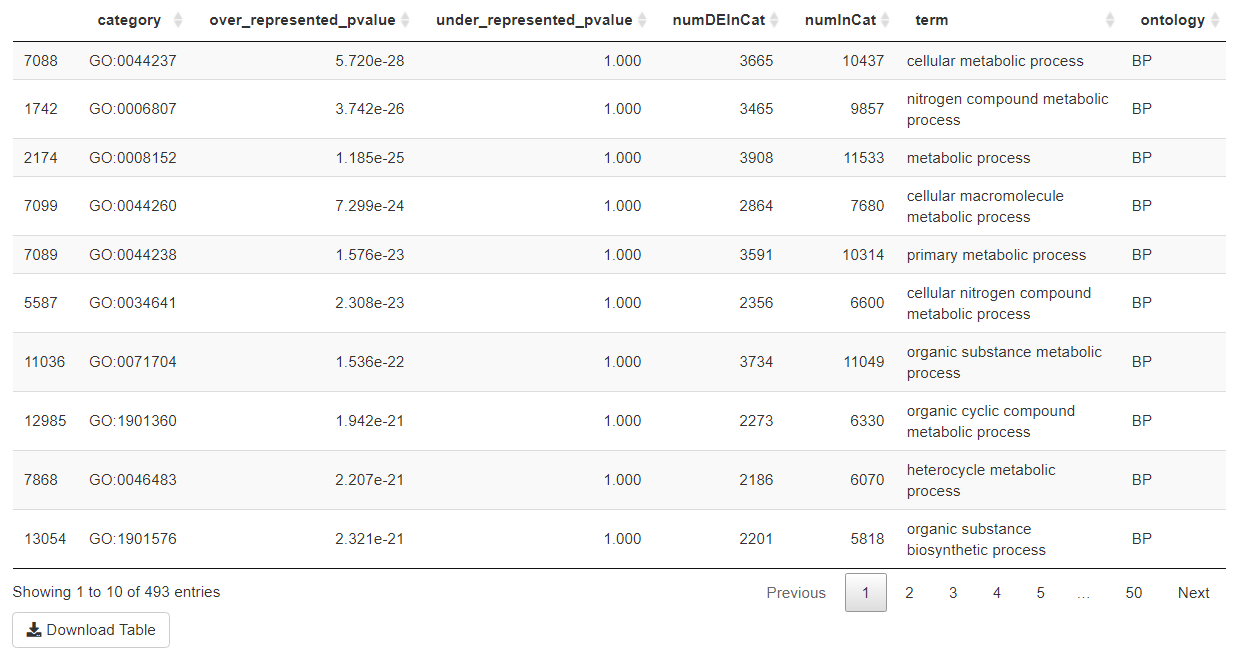 category over_represented_pvalue under_represented_pvalue numDEInCat numInCat term ontology
7088 GO:0044237 5.720e-28 1.000 3665 10437 cellular metabolic process BP
1742 GO:0006807 3.742e-26 1.000 3465 9857 nitrogen compound metabolic BP
process
2174 GO:0008152 1.185e-25 1.000 3908 11533 metabolic process BP
7099 GO:0044260 7.299e-24 1.000 2864 7680 cellular macromolecule BP
metabolic process
7089 GO:0044238 1.576e-23 1.000 3591 10314 primary metabolic process BP
5587 GO:0034641 2.308e-23 1.000 2356 6600 cellular nitrogen compound BP
metabolic process
11036 GO:0071704 1.536e-22 1.000 3734 11049 organic substance metabolic BP
process
12985 GO:1901360 1.942e-21 1.000 2273 6330 organic cyclic compound BP
metabolic process
7868 GO:0046483 2.207e-21 1.000 2186 6070 heterocycle metabolic BP
process
13054 GO:1901576 2.321e-21 1.000 2201 5818 organic substance BP
biosynthetic process
Showing 1 to 10 of 493 entries Previous 1 2 3 4 5 … 50 Next
Download Table